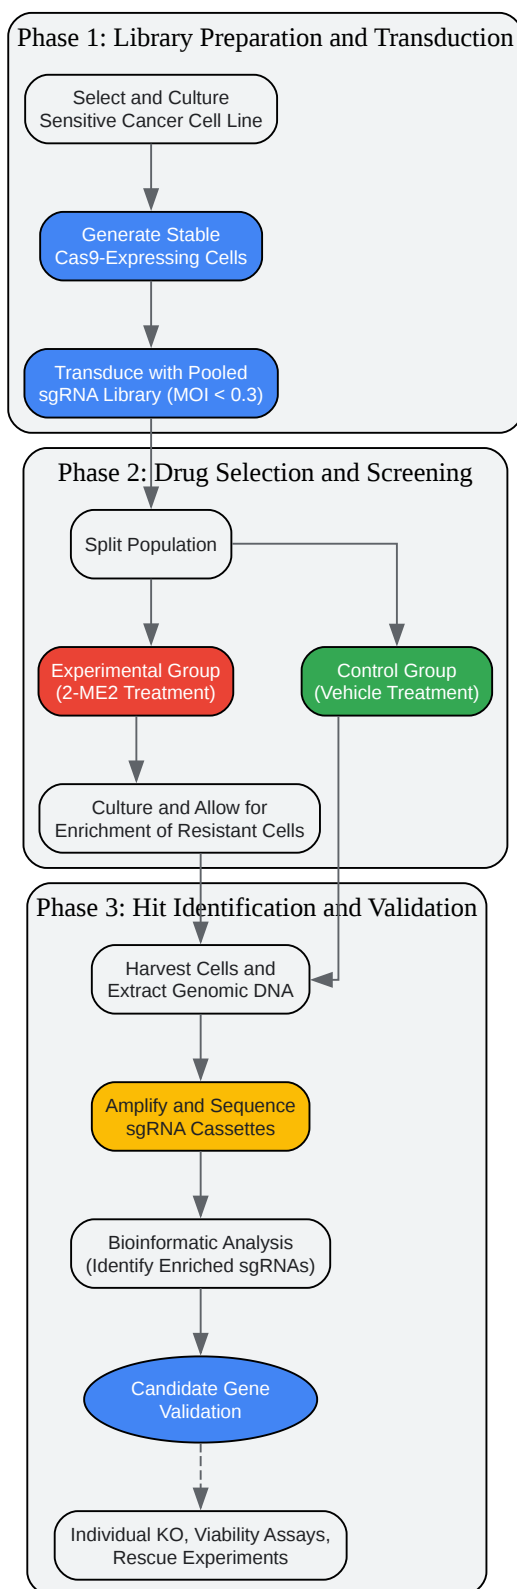 Phase 1: Library Preparation and Transduction
Select and Culture
Sensitive Cancer Cell Line
Generate Stable
Cas9-Expressing Cells
Transduce with Pooled
sgRNA Library (MOI < 0.3)
Phase 2: Drug Selection and Screening
Split Population
Experimental Group
(2-ME2 Treatment)
Control Group
(Vehicle Treatment)
Culture and Allow for
Enrichment of Resistant Cells
Phase 3: Hit Identification and Validation
Harvest Cells and
Extract Genomic DNA
Amplify and Sequence
sgRNA Cassettes
Bioinformatic Analysis
(Identify Enriched sgRNAs)
Candidate Gene
Validation
Individual KO, Viability Assays,
Rescue Experiments